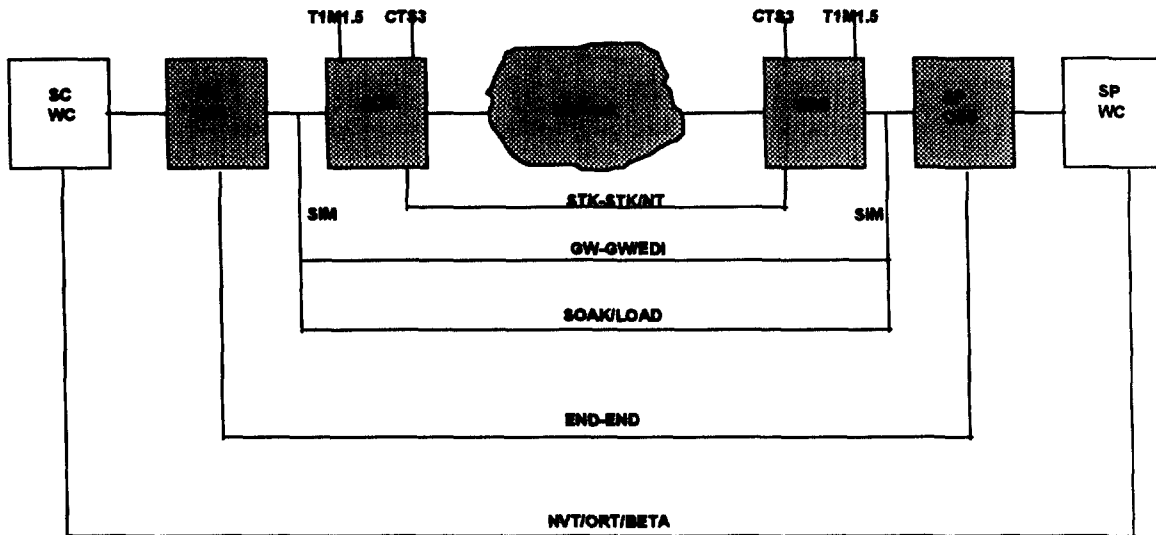 T1M1.5 CTS3 CTS3 T1M1.5
SC
WC
SP
WC
STK-STK/NT
SIM SIM
GW-GW/EDI
SOAK/LOAD
END-END
NVT/ORT/BETA